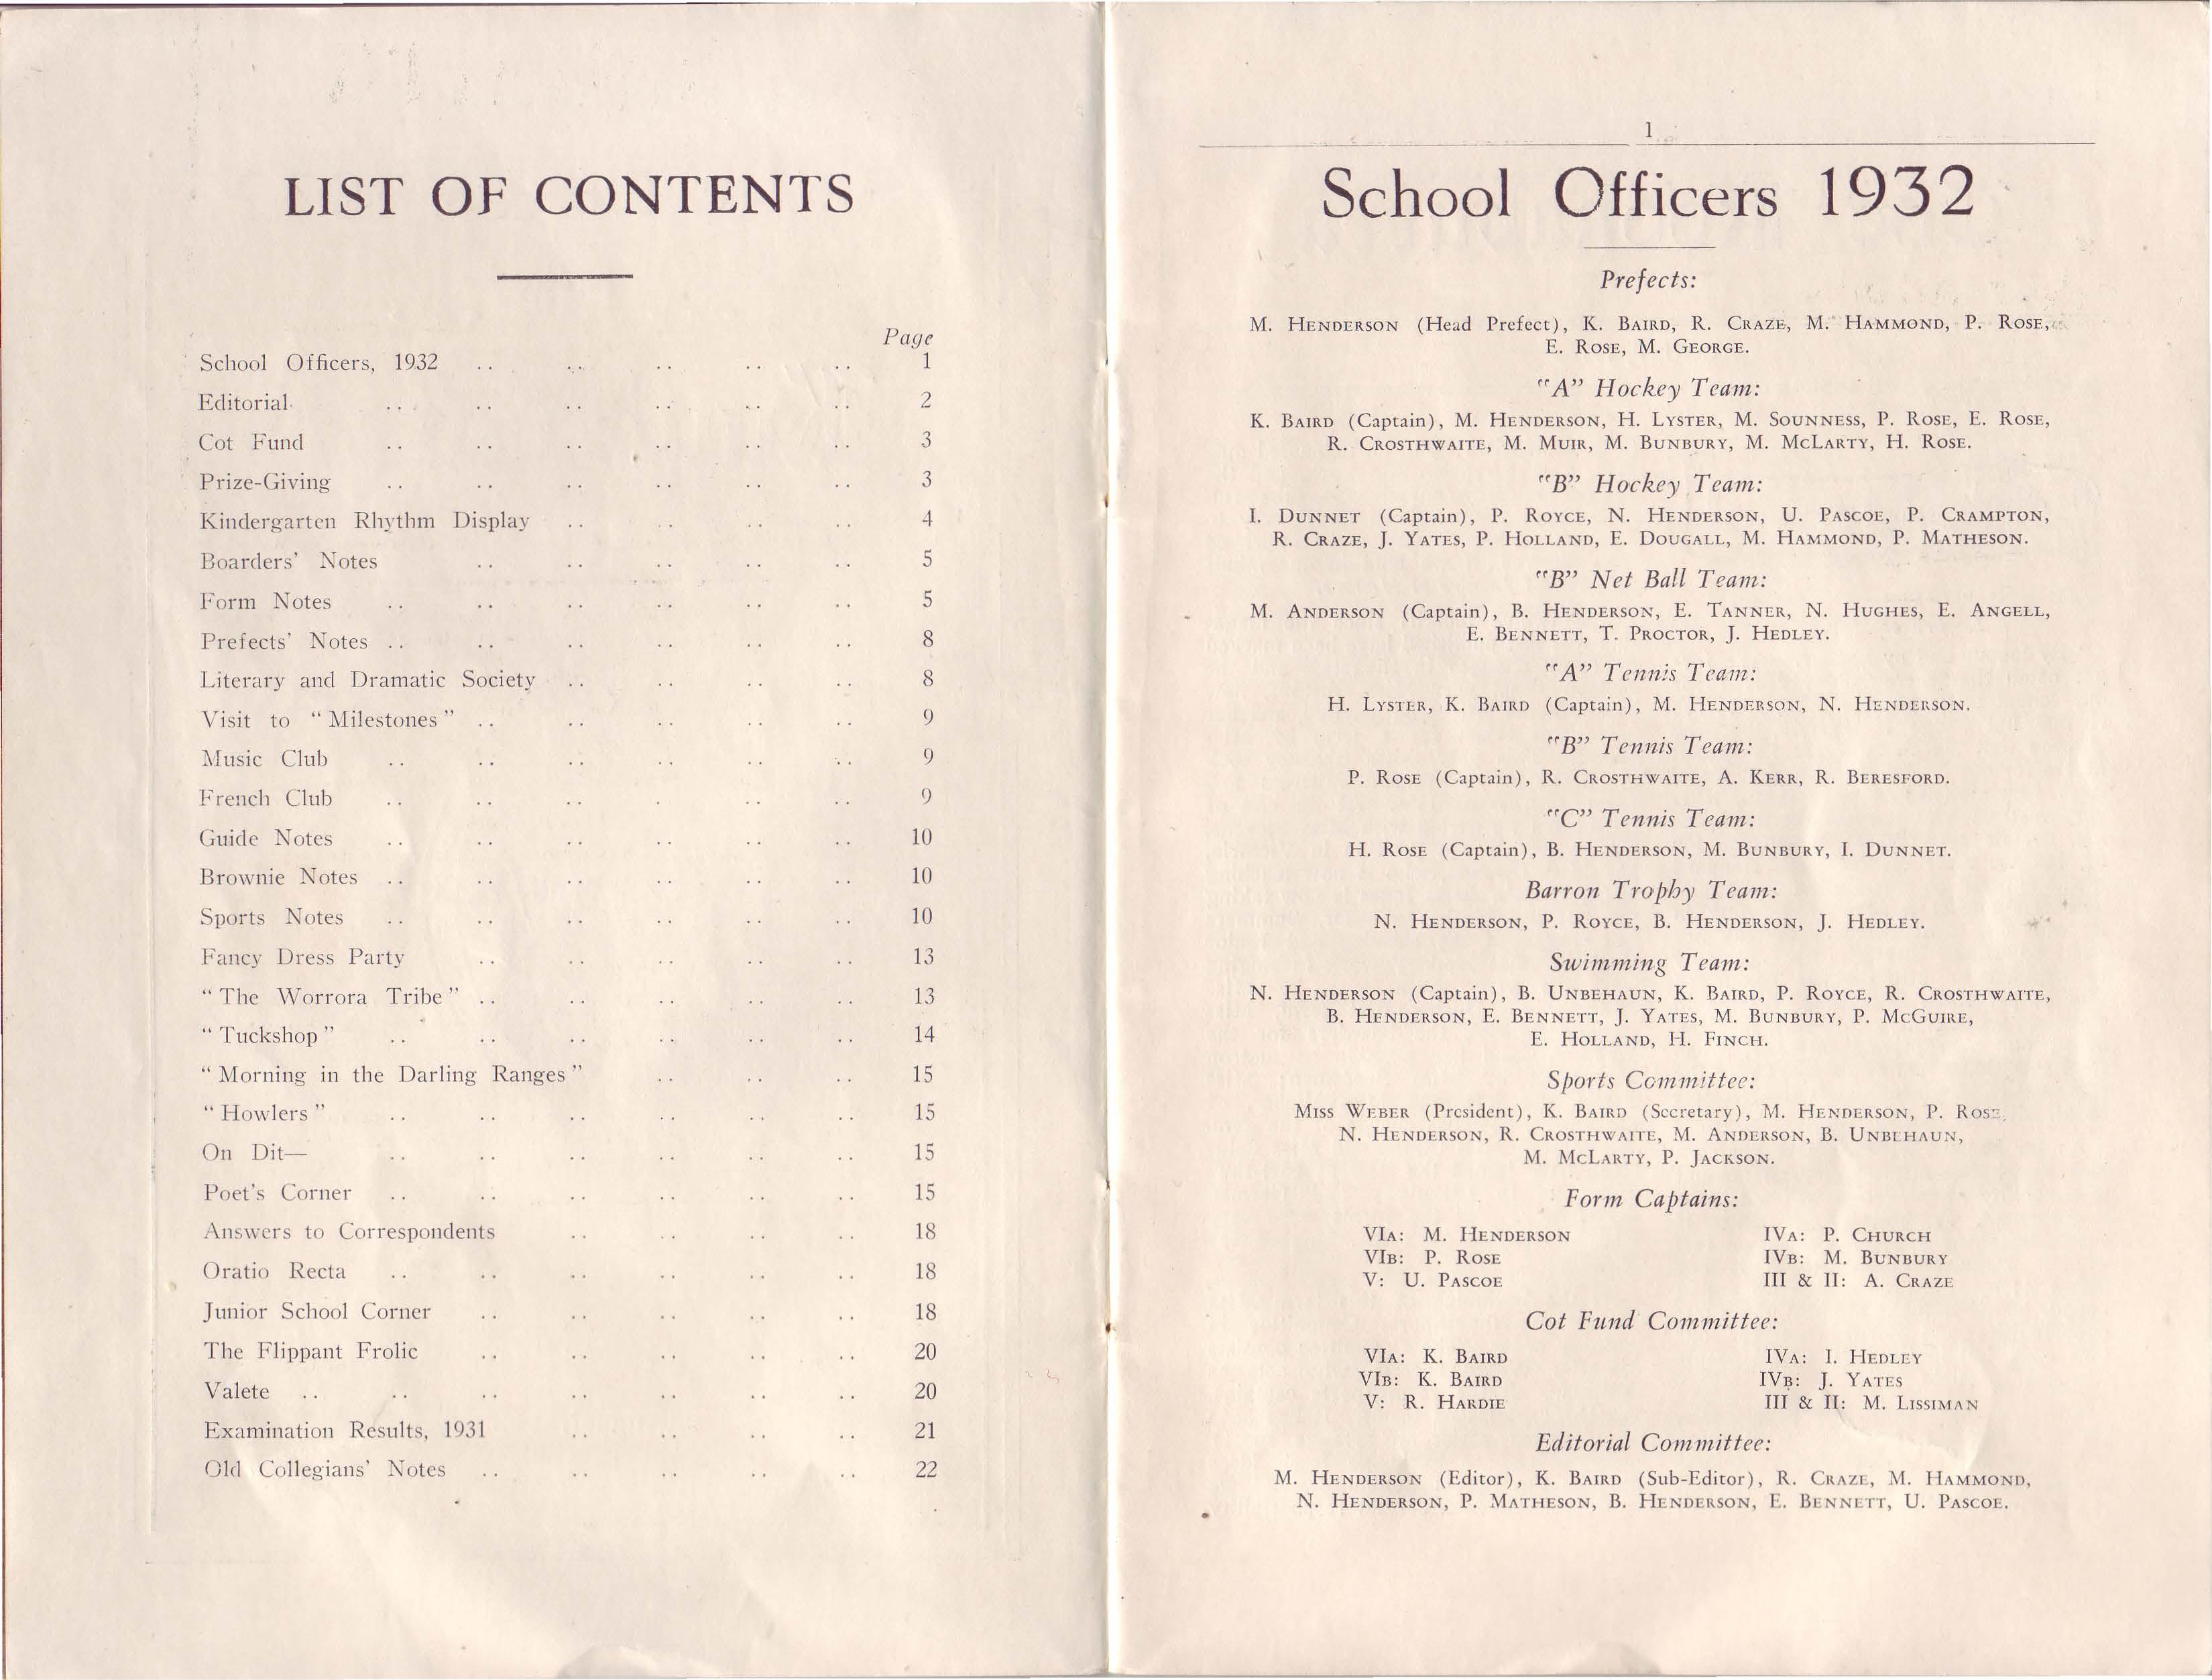 LIST OF CONTENTS
Page
School Officers, 1932 .. .. .. .. .. 1
Editorial .. .. .. .. .. .. 2
Cot Fund .. .. .. .. .. .. 3
Prize-Giving .. .. .. .. .. .. 3
Kindergarten Rhythm Display .. .. .. .. 4
Boarders' Notes .. .. .. .. .. 5
Form Notes .. .. .. .. .. .. 5
Prefects' Notes .. .. .. .. .. .. 8
Literary and Dramatic Society .. .. .. .. 8
Visit to “ Milestones ” .. .. .. .. .. 9
Music Club .. .. .. .. .. .. 9
French Club .. .. .. . .. .. 9
Guide Notes .. .. .. .. .. .. 10
Brownie Notes .. .. .. .. .. .. 10
Sports Notes .. .. .. .. .. .. 10
Fancy Dress Party .. .. .. .. .. 13
“ The Worrora Tribe ” .. .. .. .. .. 13
“ Tuckshop ” .. .. .. .. .. .. 14
“ Morning in the Darling Ranges ” .. .. .. 15
“ Howlers ” .. .. .. .. .. .. 15
On Dit— .. .. .. .. .. .. 15
Poet's Corner .. .. .. .. .. .. 15
Answers to Correspondents .. .. .. .. 18
Oratio Recta .. .. .. .. .. .. 18
Junior School Corner .. .. .. .. .. 18
The Flippant Frolic .. .. .. .. .. 20
Valete .. .. .. .. .. .. .. 20
Examination Results, 1931 .. .. .. .. 21
Old Collegians' Notes .. .. .. .. .. 22
1
School Officers 1932
Prefects:
M. HENDERSON (Head Prefect), K. BAIRD, R. CRAZE, M. HAMMOND, P. ROSE,
E. ROSE, M. GEORGE.
“A” Hockey Team:
K. BAIRD (Captain), M. HENDERSON, H. LYSTER, M. SOUNNESS, P. ROSE, E. ROSE,
R. CROSTHWAITE, M. MUIR, M. BUNBURY, M. MCLARTY, H. ROSE.
“B” Hockey Team:
I. DUNNET (Captain), P. ROYCE, N. HENDERSON, U. PASCOE, P. CRAMPTON,
R. CRAZE, J. YATES, P. HOLLAND, E. DOUGALL, M. HAMMOND, P. MATHESON.
“B” Net Ball Team:
M. ANDERSON (Captain), B. HENDERSON, E. TANNER, N. HUGHES, E. ANGELL,
E. BENNETT, T. PROCTOR, J. HEDLEY.
“A” Tennis Team:
H. LYSTER, K. BAIRD (Captain), M. HENDERSON, N. HENDERSON.
“B” Tennis Team:
P. ROSE (Captain), R. CROSTHWAITE, A. KERR, R. BERESFORD.
“C” Tennis Team:
H. ROSE (Captain), B. HENDERSON, M. BUNBURY, I. DUNNET.
Barron Trophy Team:
N. HENDERSON, P. ROYCE, B. HENDERSON, J. HEDLEY.
Swimming Team:
N. HENDERSON (Captain), B. UNBEHAUN, K. BAIRD, P. ROYCE, R. CROSTHWAITE,
B. HENDERSON, E. BENNETT, J. YATES, M. BUNBURY, P. MCGUIRE,
E. HOLLAND, H. FINCH.
Sports Committee:
MISS WEBER (President), K. BAIRD (Secretary), M. HENDERSON, P. ROSE,
N. HENDERSON, R. CROSTHWAITE, M. ANDERSON, B. UNBEHAUN,
M. MCLARTY, P. JACKSON.
Form Captains:
VIA: M. HENDERSON IVA: P. CHURCH
VIB: P. ROSE IVB: M. BUNBURY
V: U. PASCOE III & II: A. CRAZE
Cot Fund Committee:
VIA: K. BAIRD IVA: I. HEDLEY
VIB: K. BAIRD IVB: J. YATES
V: R. HARDIE III & II: M. LISSIMAN
Editorial Committee:
M. HENDERSON (Editor), K. BAIRD (Sub-Editor), R. CRAZE, M. HAMMOND,
N. HENDERSON, P. MATHESON, B. HENDERSON, E. BENNETT, U. PASCOE.